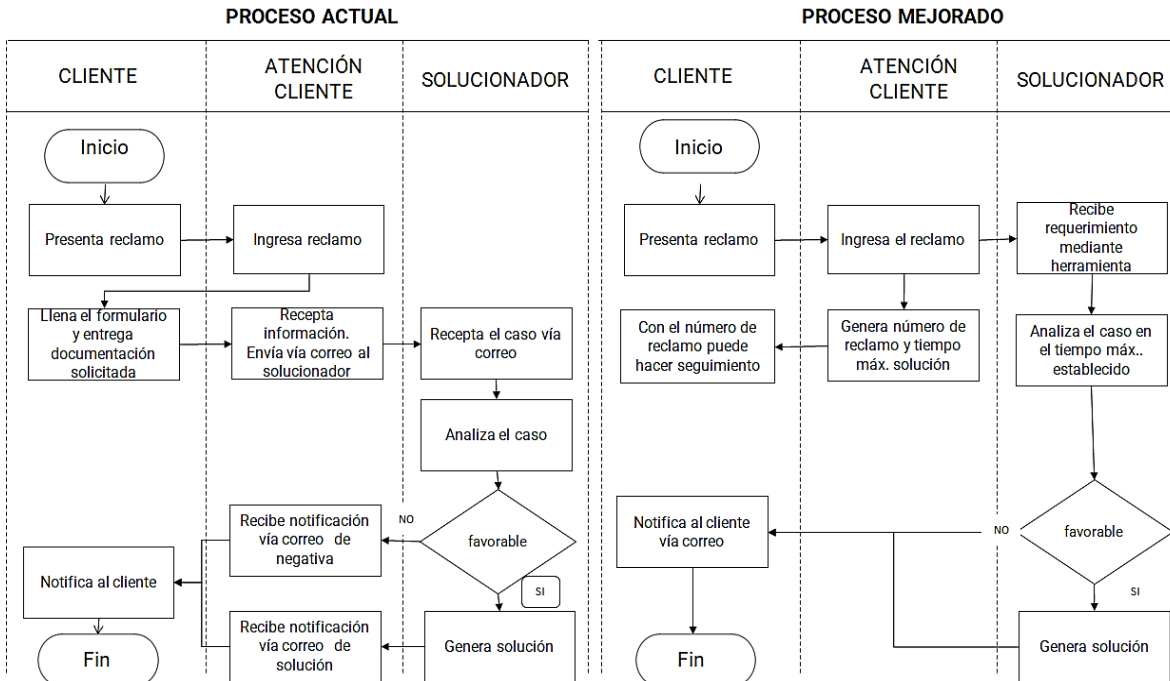 PROCESO ACTUAL
CLIENTE
ATENCIÓN
CLIENTE
SOLUCIONADOR
Inicio
Presenta reclamo
Ingresa reclamo
Llena el formulario
y entrega
documentación
solicitada
Recepta
información.
Envía vía correo al
solucionador
Recepta el caso vía
correo
Analiza el caso
favorable
NO
SI
Recibe notificación
vía correo de
negativa
Notifica al cliente
Recibe notificación
vía correo de
solución
Genera solución
Fin
PROCESO MEJORADO
CLIENTE
ATENCIÓN
CLIENTE
SOLUCIONADOR
Inicio
Presenta reclamo
Ingresa el reclamo
Recibe
requerimiento
mediante
herramienta
Con el número de
reclamo puede
hacer seguimiento
Genera número de
reclamo y tiempo
máx. solución
Analiza el caso en
el tiempo máx..
establecido
Notifica al cliente
vía correo
NO
favorable
SI
Genera solución
Fin